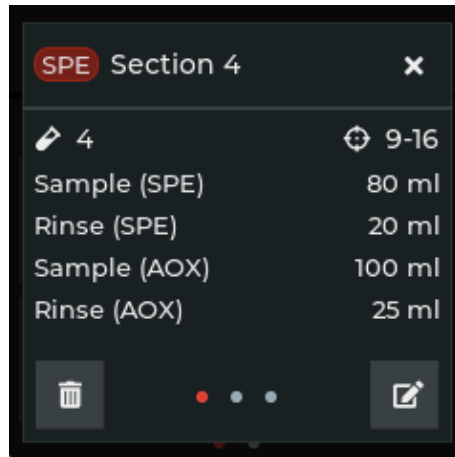 SPE Section 4
4 9-16
Sample (SPE) 80 ml
Rinse (SPE) 20 ml
Sample (AOX) 100 ml
Rinse (AOX) 25 ml